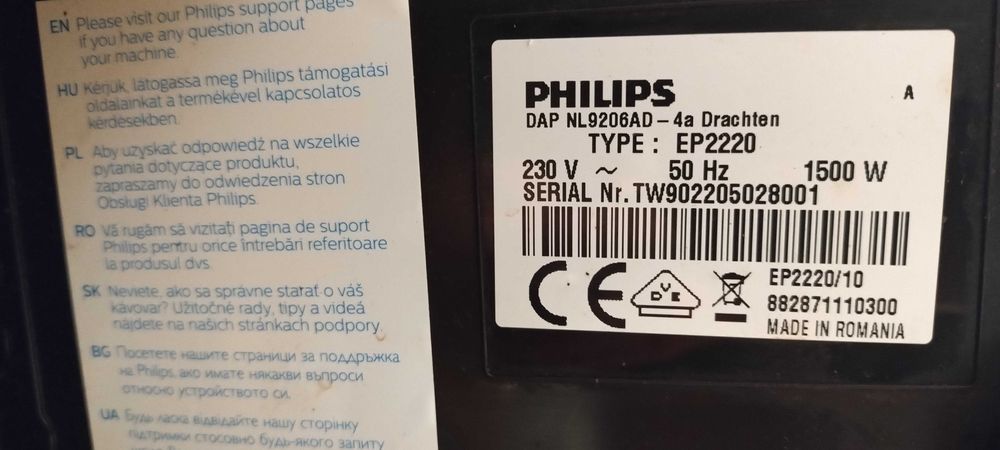 EN Please visit our Philips support pages
if you have any question about
your machine.
HU Kérjük, látogassa meg Philips támogatási
oldalainkat a termékével kapcsolatos
kérdésekben.
PL Aby uzyskać odpowiedź na wszelkie
pytania dotyczące produktu,
zapraszamy do odwiedzenia stron
Obsługi Klienta Philips.
RO Vă rugăm să vizitați pagina de suport
Philips pentru orice întrebări referitoare
la produsul dvs.
SK Neviete, ako sa správne starať o váš
kávovar? Užitočné rady, tipy a videá
nájdete na našich stránkach podpory.
BG Посетете нашите страници за поддръжка
на Philips, ако имате някакви въпроси
относно устройството си.
UA Будь ласка відвідайте нашу сторінку
підтримки стосовно будь-якого запиту
PHILIPS A
DAP NL9206AD - 4a Drachten
TYPE : EP2220
230 V ~ 50 Hz 1500 W
SERIAL Nr. TW902205028001
CE DVE
EP2220/10
882871110300
MADE IN ROMANIA